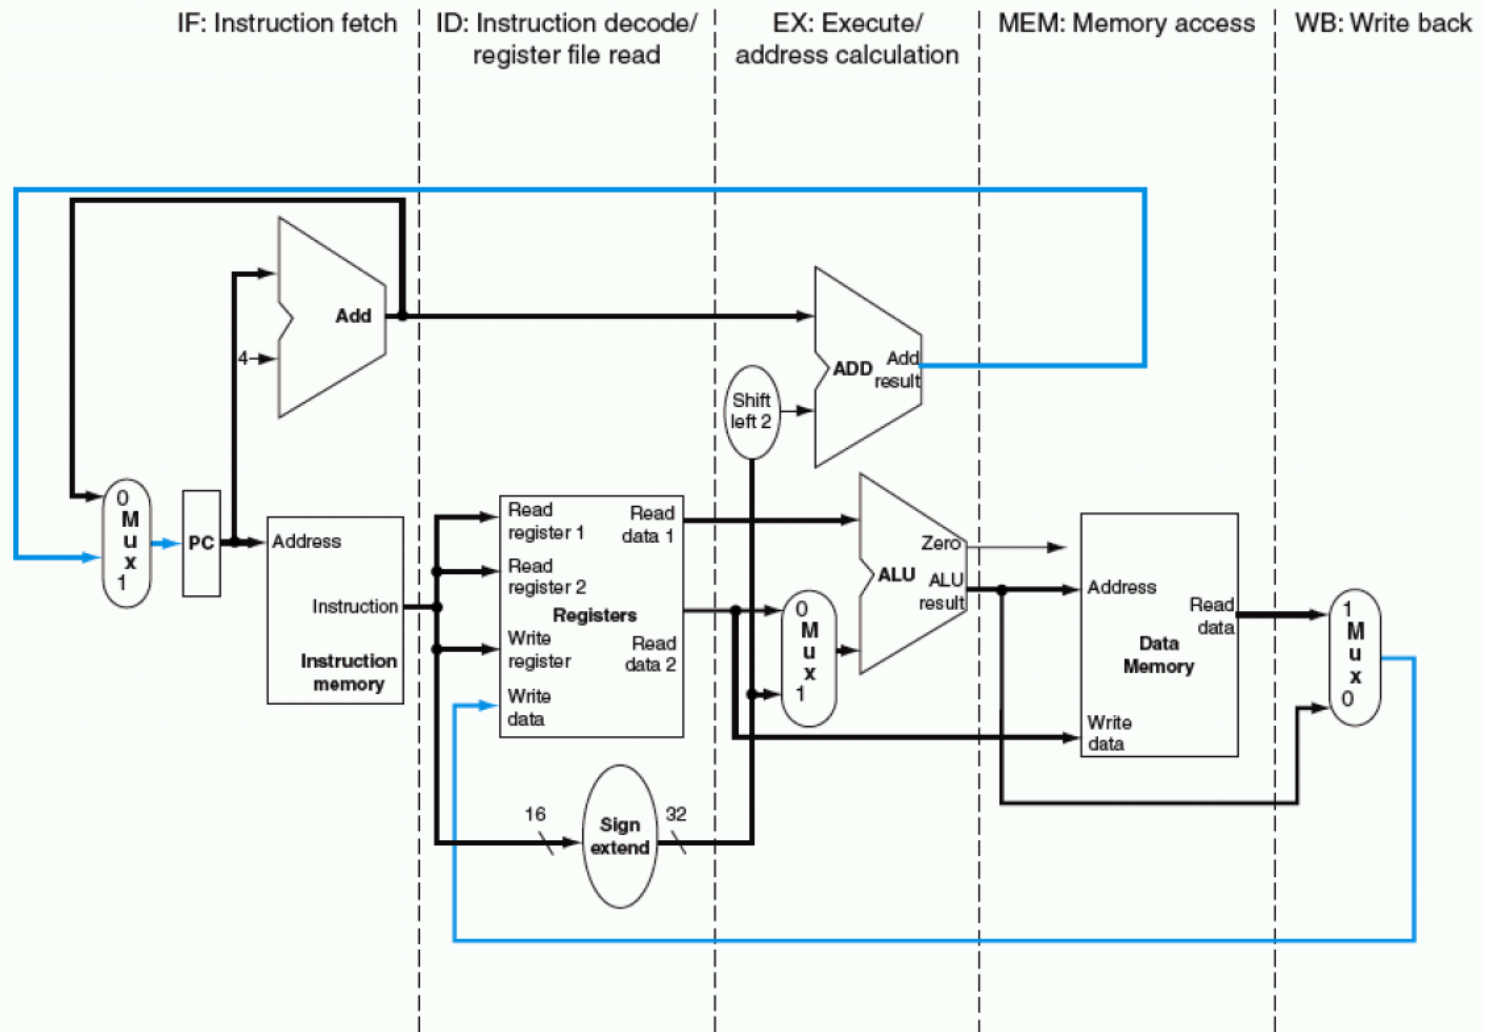 IF: Instruction fetch
ID: Instruction decode/
register file read
EX: Execute/
address calculation
MEM: Memory access
WB: Write back
Add
4
ADD
Add
result
Shift
left 2
0
M
u
x
1
PC
Address
Instruction
Instruction
memory
Read
register 1
Read
register 2
Write
register
Write
data
Registers
Read
data 1
Read
data 2
16
Sign
extend
32
0
M
u
x
1
Zero
ALU
ALU
result
Address
Read
data
Data
Memory
Write
data
1
M
u
x
0